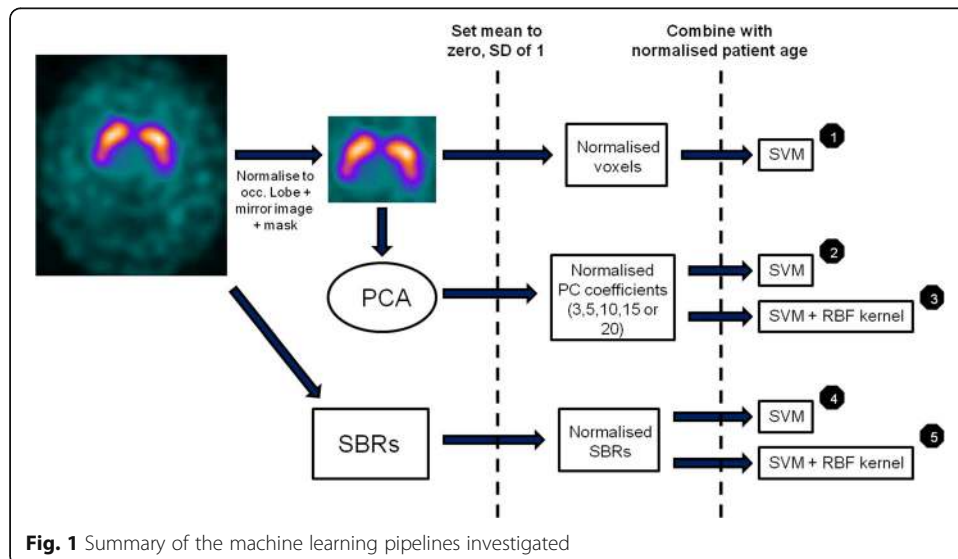 Set mean to
zero, SD of 1
Combine with
normalised patient age
Normalise to
occ. Lobe +
mirror image
+ mask
Normalised
voxels
SVM
1
PCA
Normalised
PC coefficients
(3,5,10,15 or
20)
SVM
2
SVM + RBF kernel
3
SBRs
Normalised
SBRs
SVM
4
SVM + RBF kernel
5
Fig. 1 Summary of the machine learning pipelines investigated